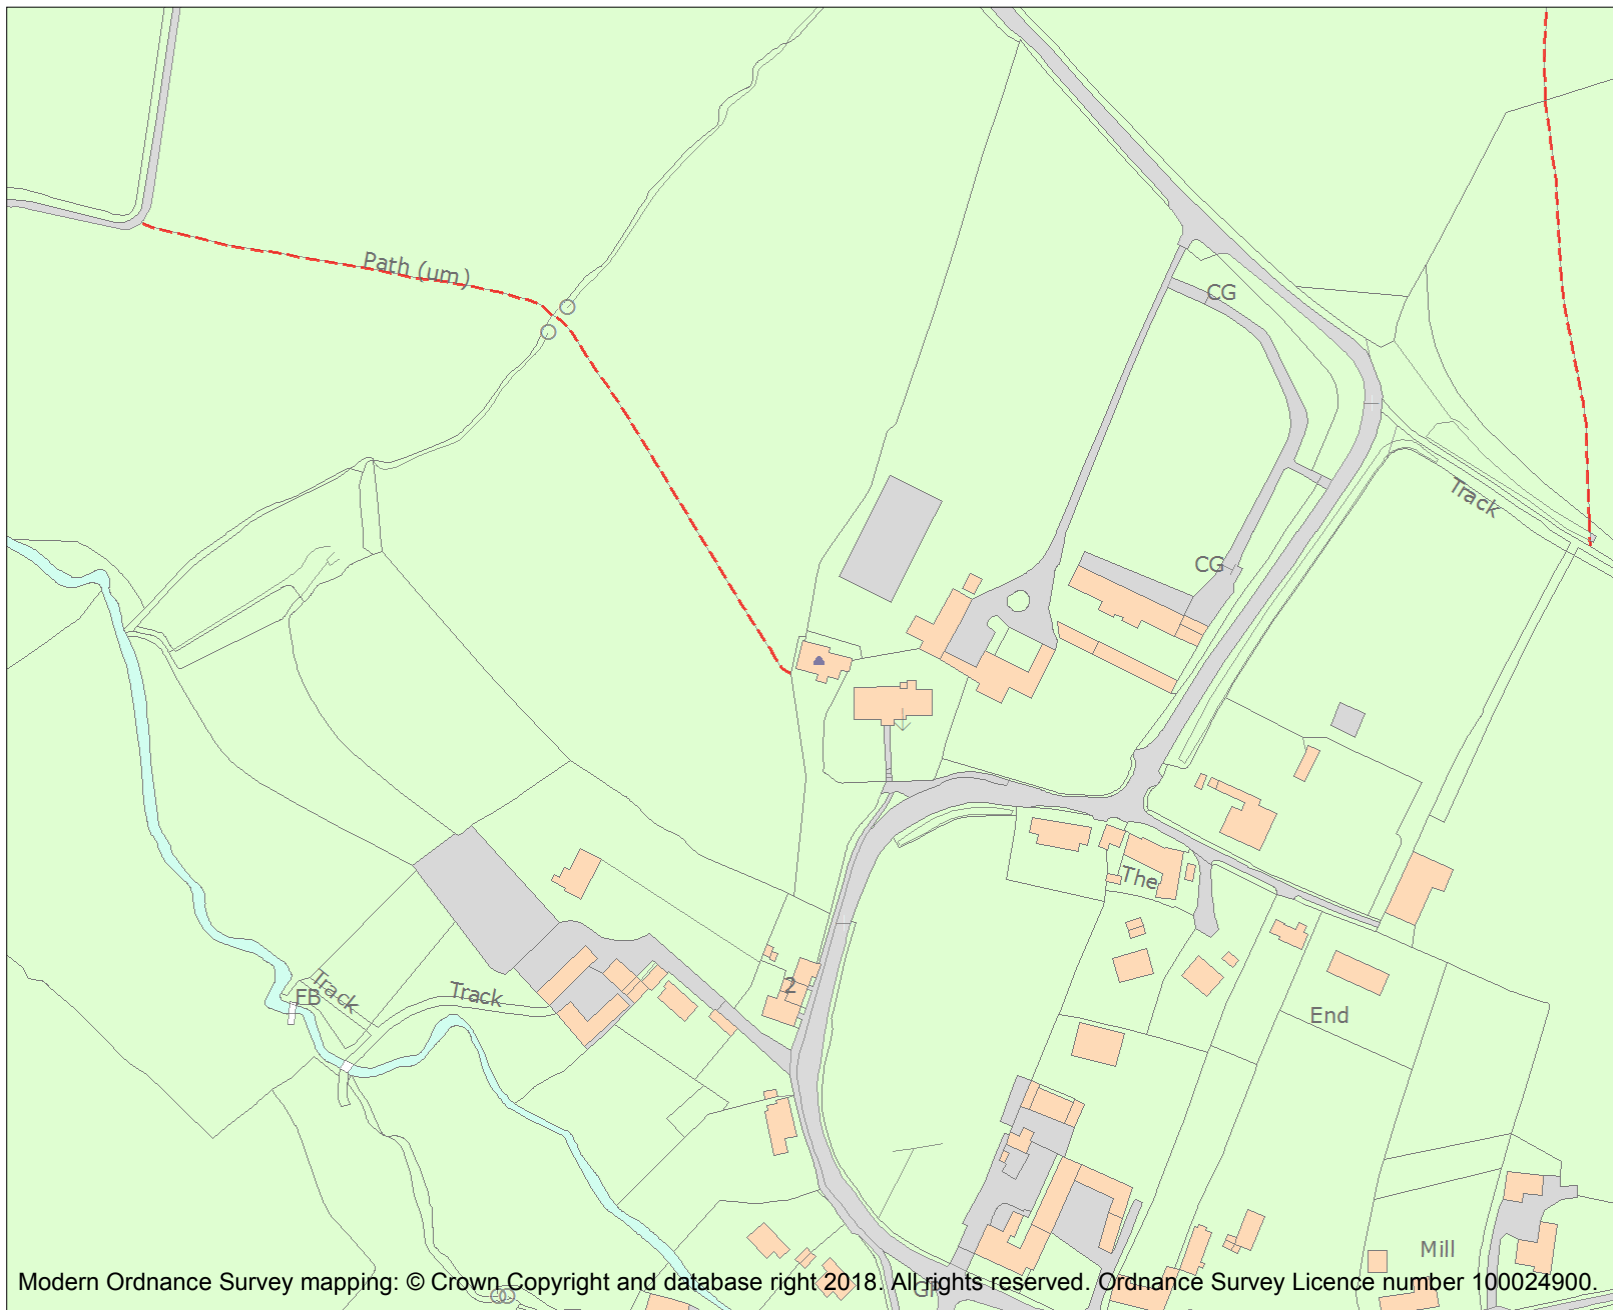 Path (um)
CG
Track
CG
The
2
Track
Track
FB
End
Mill
Modern Ordnance Survey mapping: © Crown Copyright and database right 2018. All rights reserved. Ordnance Survey Licence number 100024900.